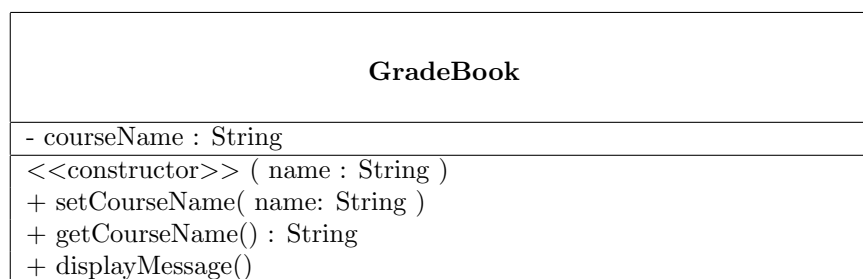 GradeBook
- courseName : String
<<constructor>> ( name : String )
+ setCourseName( name: String )
+ getCourseName() : String
+ displayMessage()